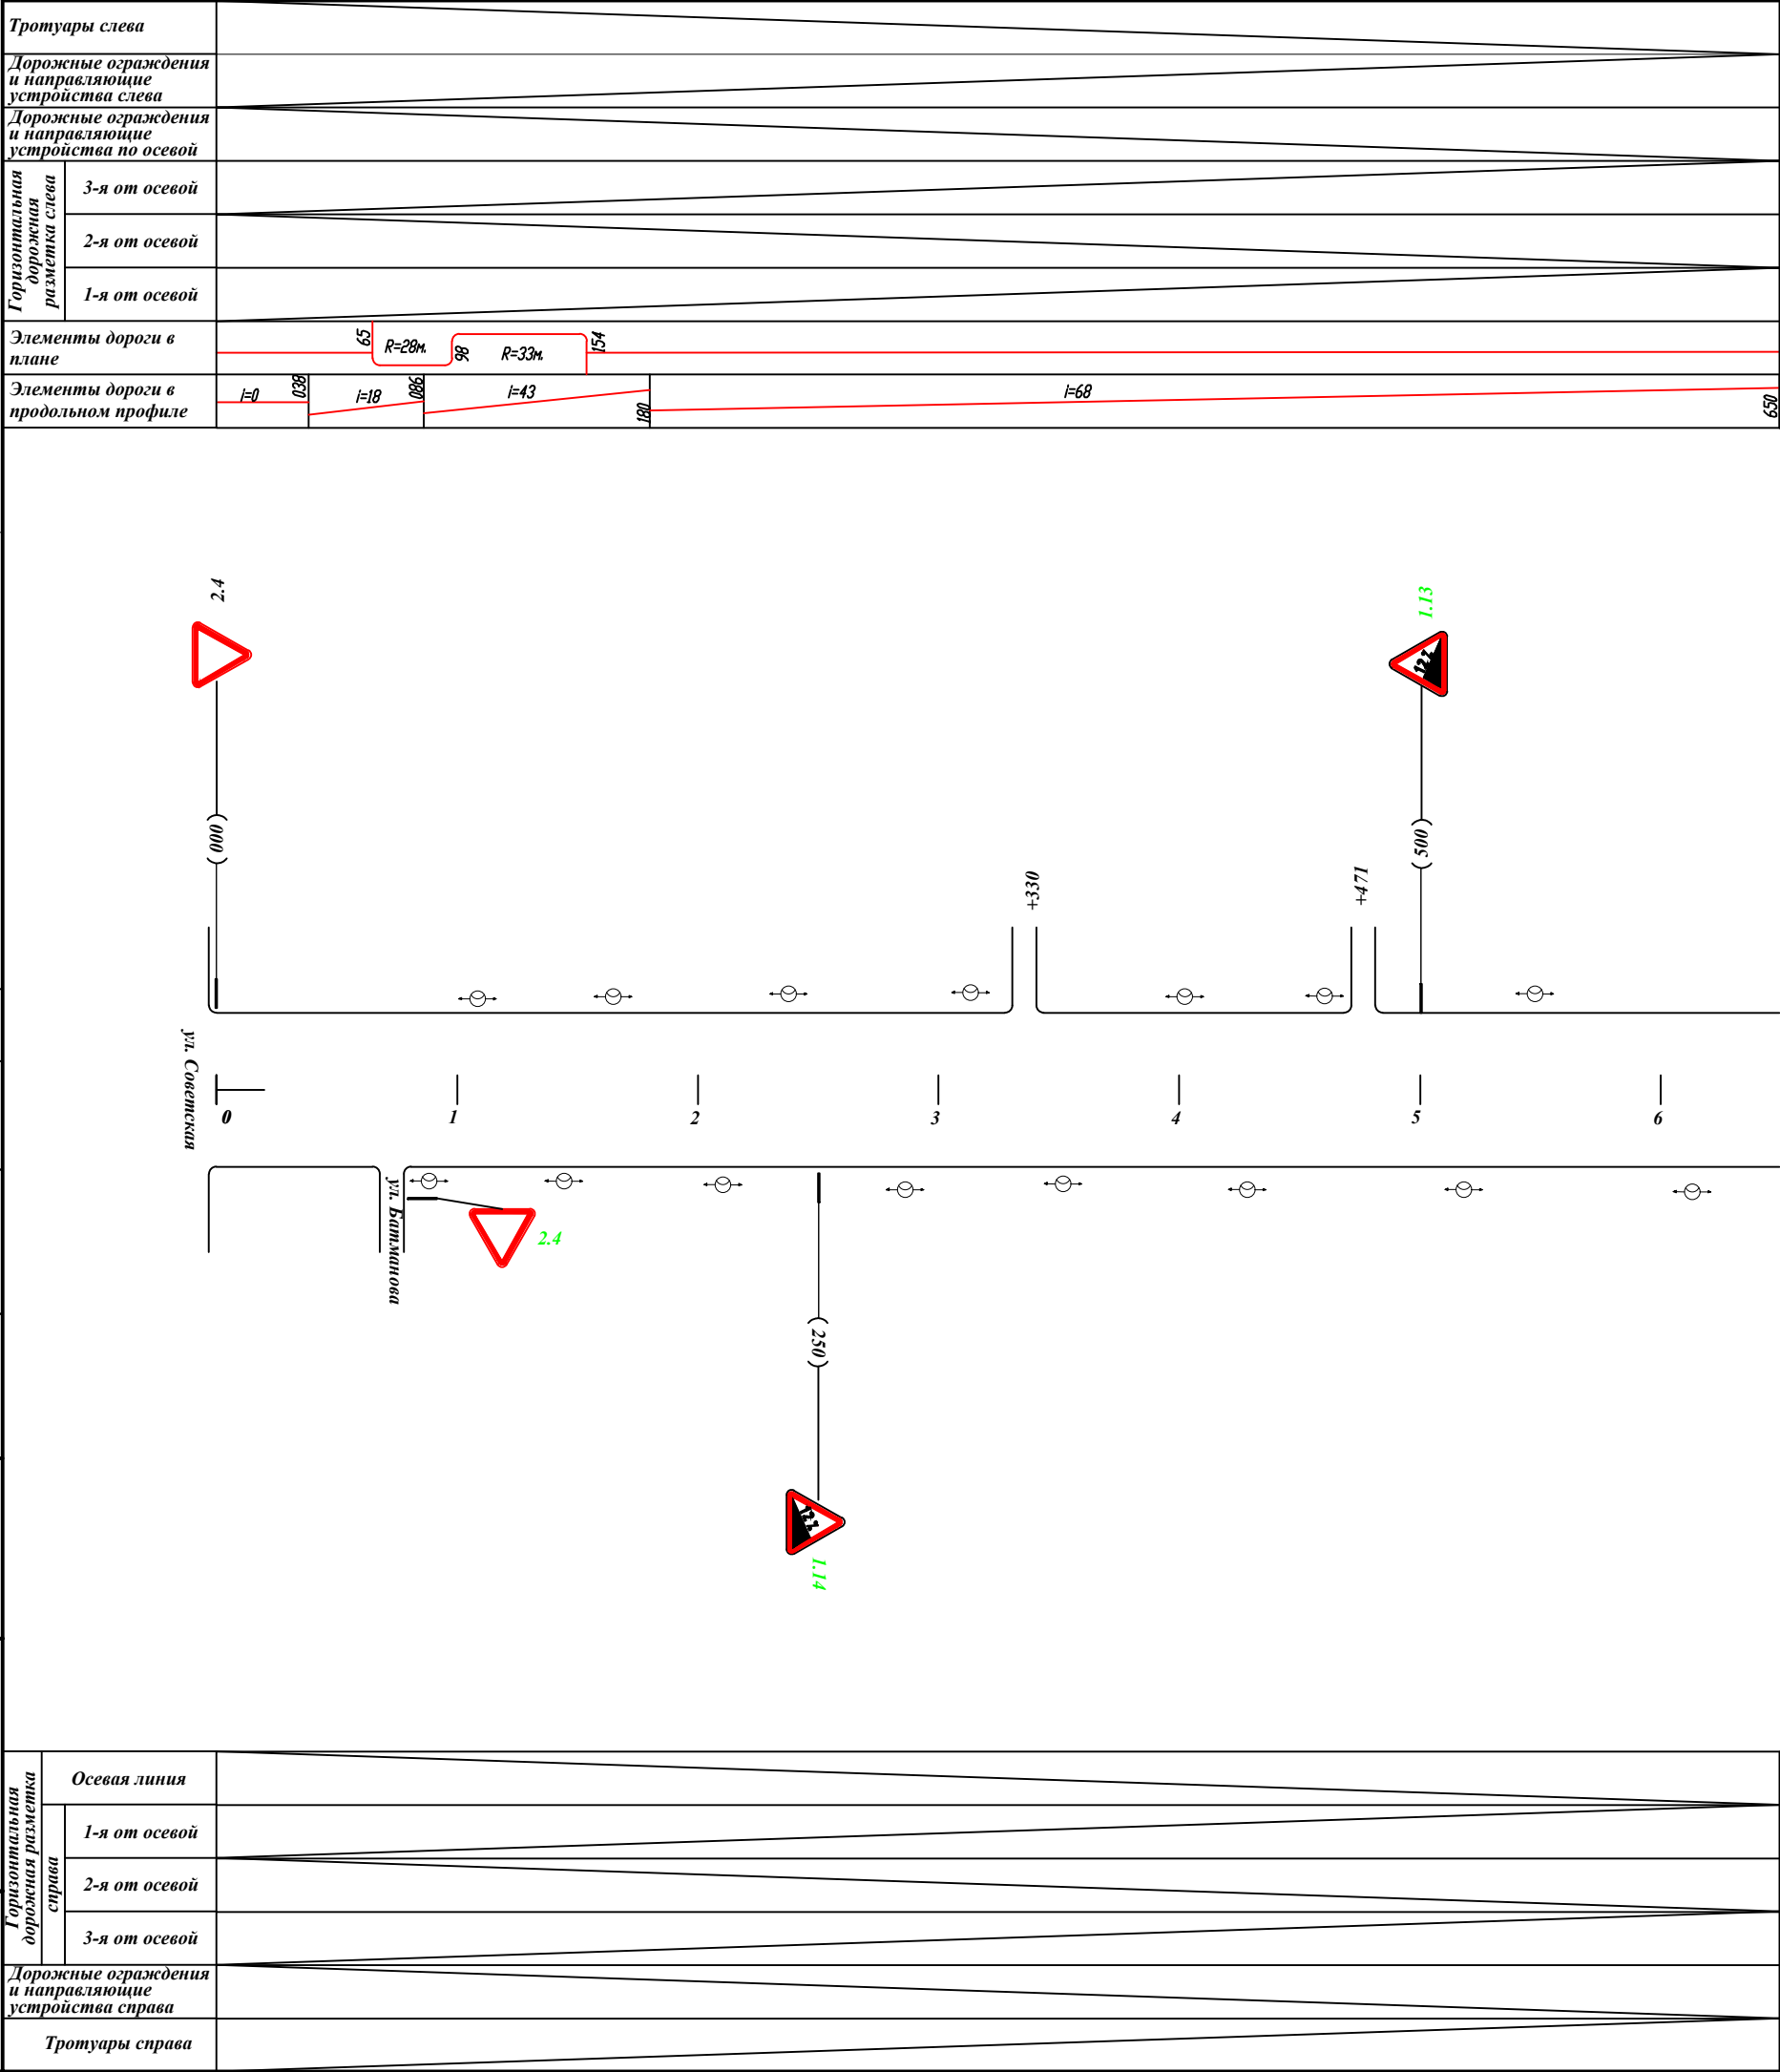 Тротуары слева
Дорожные ограждения
и направляющие
устройства слева
Дорожные ограждения
и направляющие
устройства по осевой
Горизонтальная
дорожная
разметка слева
3-я от осевой
2-я от осевой
1-я от осевой
Элементы дороги в
плане
65
R=28м.
98
R=33м.
154
Элементы дороги в
продольном профиле
i=0
038
i=18
086
i=43
180
i=68
650
2.4
1.13
( 000 )
( 500 )
+330
+471
ул. Советская
0
1
2
3
4
5
6
ул. Батманова
2.4
( 250 )
1.14
Горизонтальная
дорожная разметка
справа
Осевая линия
1-я от осевой
2-я от осевой
3-я от осевой
Дорожные ограждения
и направляющие
устройства справа
Тротуары справа